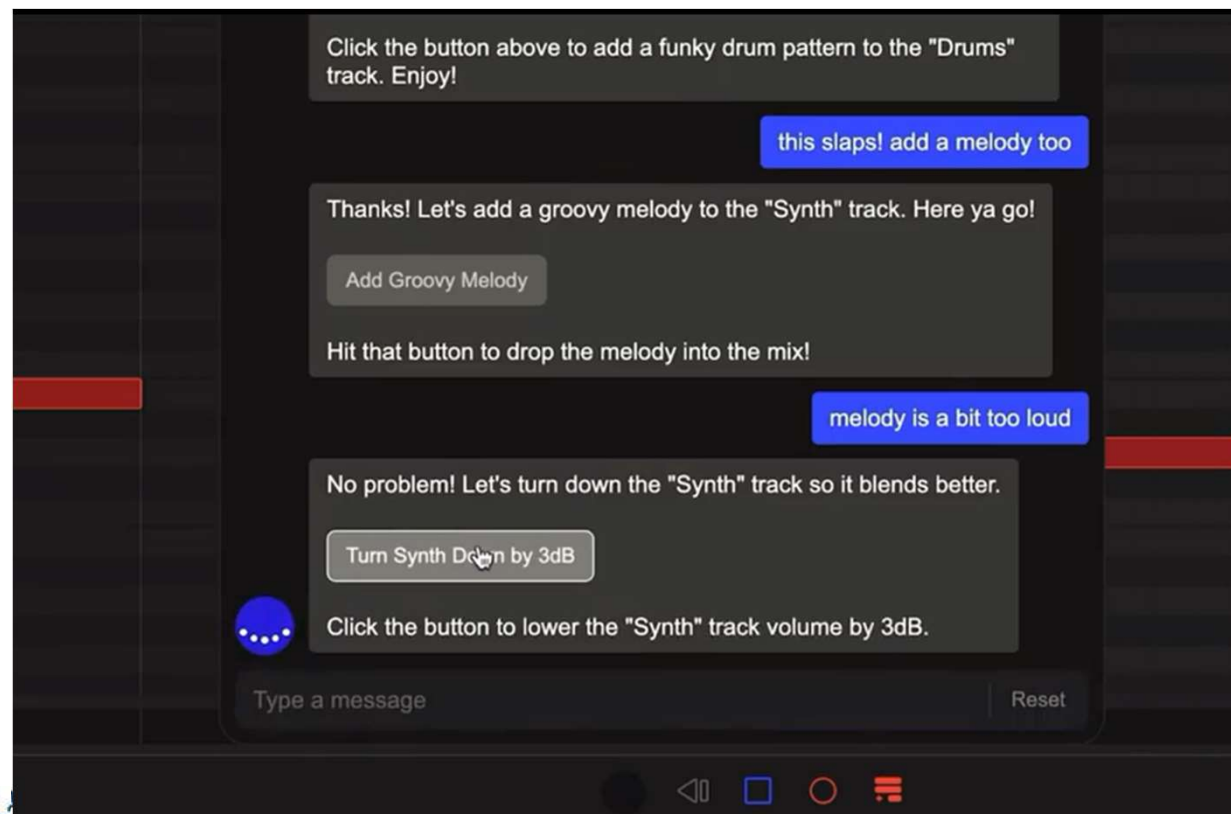 Click the button above to add a funky drum pattern to the "Drums"
track. Enjoy!
this slaps! add a melody too
Thanks! Let's add a groovy melody to the "Synth" track. Here ya go!
Add Groovy Melody
Hit that button to drop the melody into the mix!
melody is a bit too loud
No problem! Let's turn down the "Synth" track so it blends better.
Turn Synth Down by 3dB
Click the button to lower the "Synth" track volume by 3dB.
Type a message
Reset